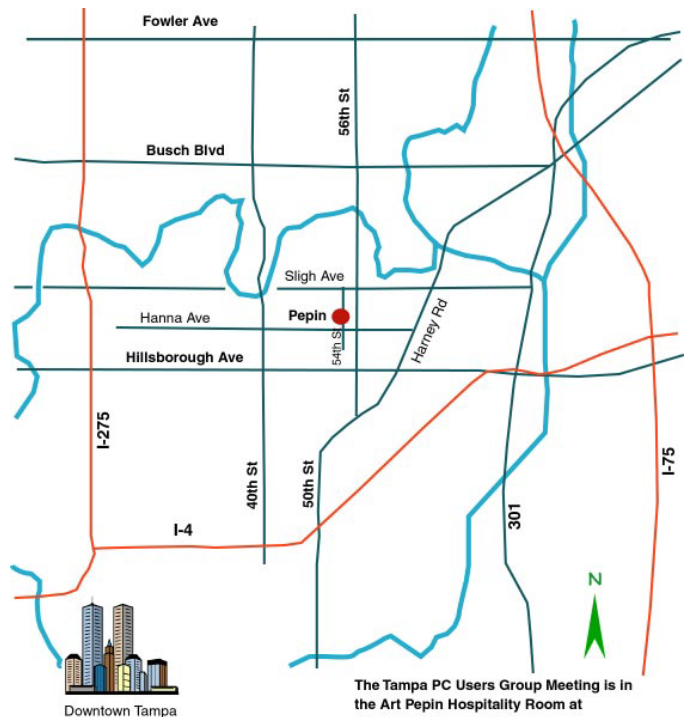 Fowler Ave
56th St
Busch Blvd
Sligh Ave
Hanna Ave
Pepin
54th St
Harney Rd
Hillsborough Ave
I-275
40th St
50th St
I-75
301
I-4
N
Downtown Tampa
The Tampa PC Users Group Meeting is in
the Art Pepin Hospitality Room at